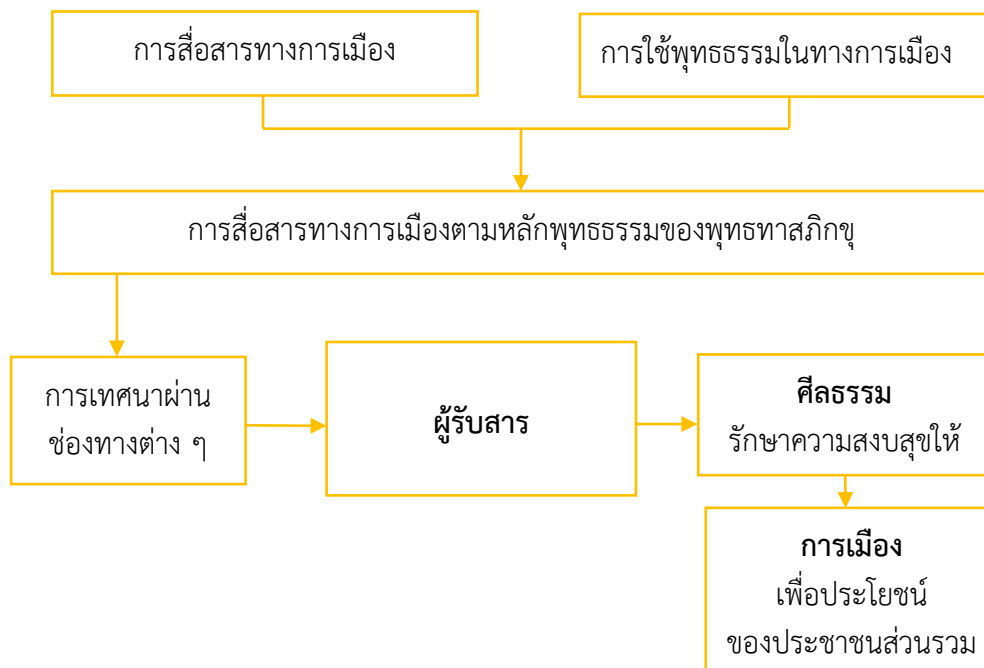 การสื่อสารทางการเมือง
การใช้พุทธธรรมในทางการเมือง
การสื่อสารทางการเมืองตามหลักพุทธธรรมของพุทธทาสภิกขุ
การเทศนาผ่าน
ช่องทางต่าง ๆ
ผู้รับสาร
ศีลธรรม
รักษาความสงบสุขให้
การเมือง
เพื่อประโยชน์
ของประชาชนส่วนรวม